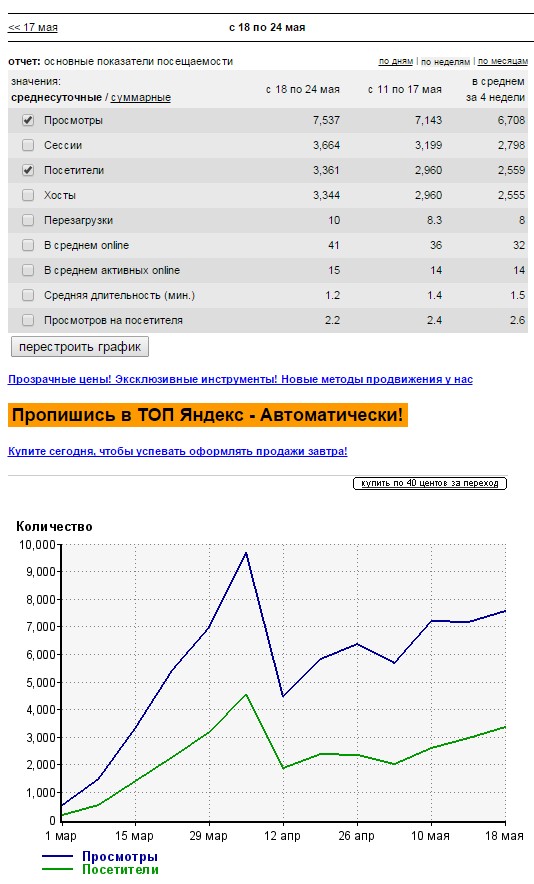 << 17 мая с 18 по 24 мая
отчет: основные показатели посещаемости по дням | по неделям | по месяцам
значения:
среднесуточные / суммарные с 18 по 24 мая с 11 по 17 мая в среднем
за 4 недели
Просмотры 7,537 7,143 6,708
Сессии 3,664 3,199 2,798
Посетители 3,361 2,960 2,559
Хосты 3,344 2,960 2,555
Перезагрузки 10 8.3 8
В среднем online 41 36 32
В среднем активных online 15 14 14
Средняя длительность (мин.) 1.2 1.4 1.5
Просмотров на посетителя 2.2 2.4 2.6
перестроить график
Прозрачные цены! Эксклюзивные инструменты! Новые методы продвижения у нас
Пропишись в ТОП Яндекс - Автоматически!
Купите сегодня, чтобы успевать оформлять продажи завтра!
купить по 40 центов за переход
Количество
10,000
9,000
8,000
7,000
6,000
5,000
4,000
3,000
2,000
1,000
0
1 мар 15 мар 29 мар 12 апр 26 апр 10 мая 18 мая
Просмотры
Посетители